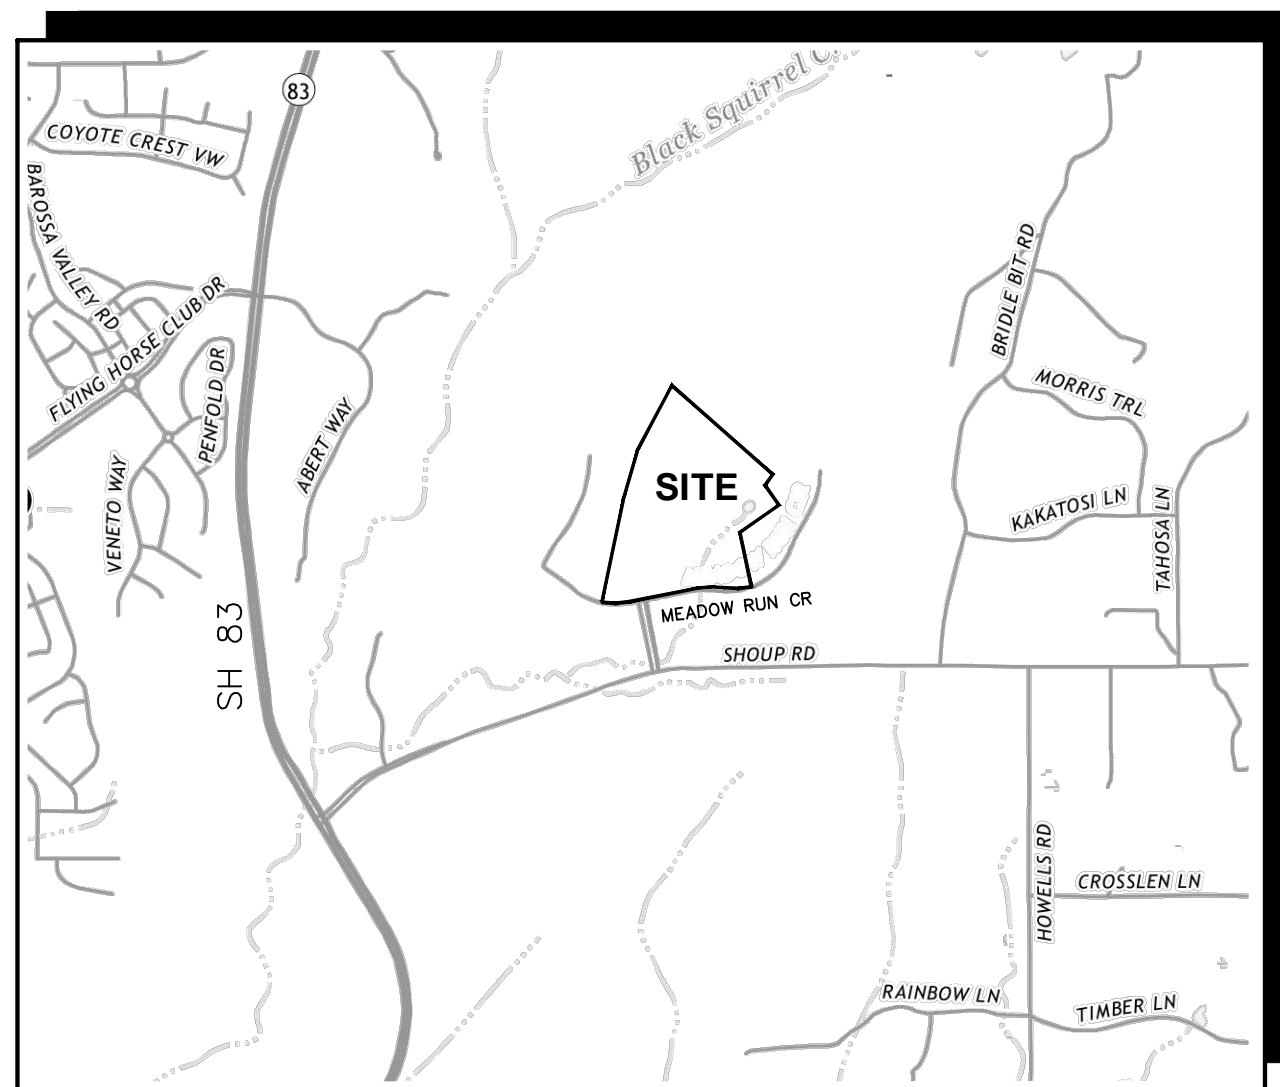 83
COYOTE CREST VW
Black Squirrel Cr
BAROSSA VALLEY RD
FLYING HORSE CLUB DR
BRIDLE BIT RD
PENFOLD DR
MORRIS TRL
ABERT WAY
VENETO WAY
SITE
KAKATOSI LN
TAHOSA LN
MEADOW RUN CR
SH 83
SHOUP RD
HOWELLS RD
CROSSLEN LN
RAINBOW LN
TIMBER LN